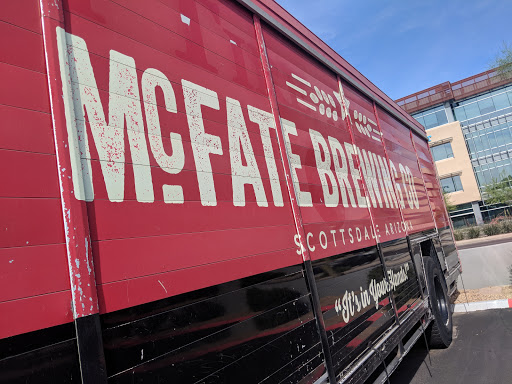 McFATE BREWING CO
SCOTTSDALE ARIZONA
"It's in Your Hands"